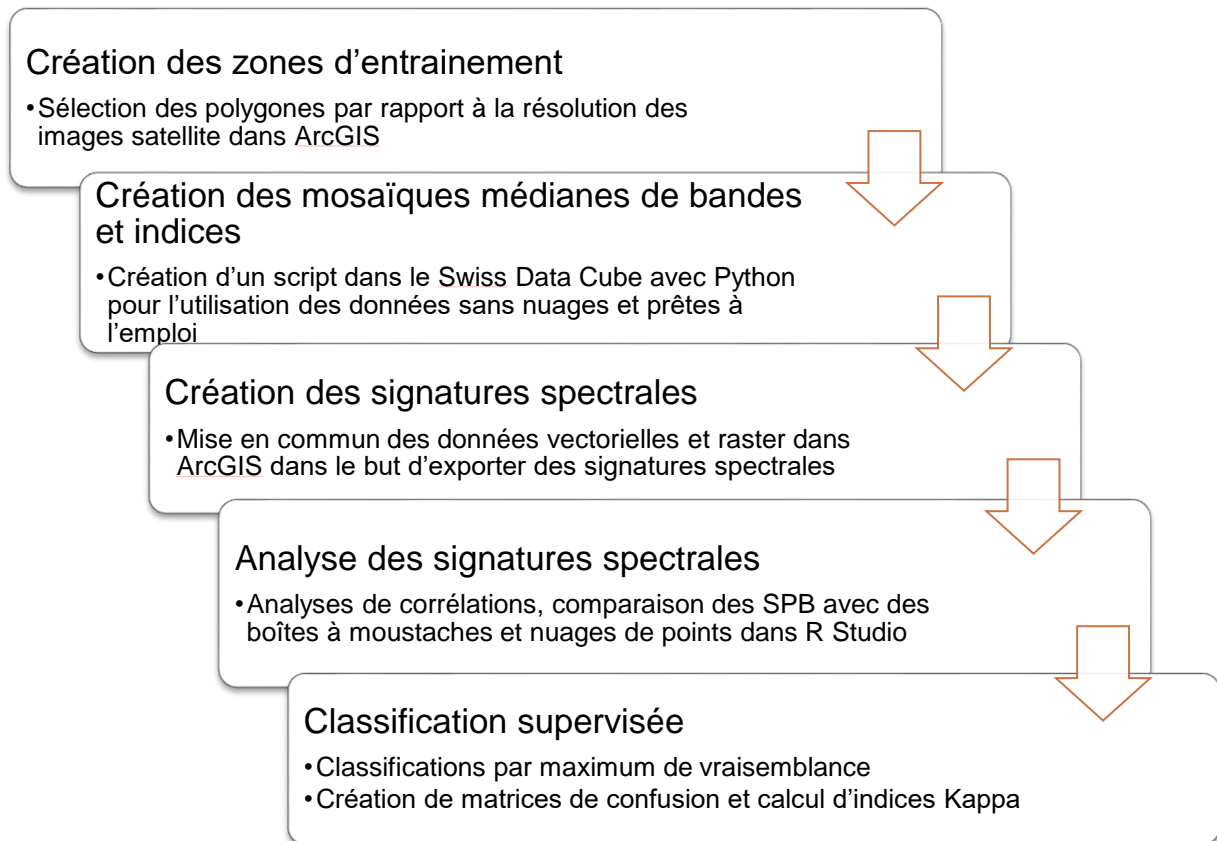 Création des zones d’entrainement
•Sélection des polygones par rapport à la résolution des
images satellite dans ArcGIS
Création des mosaïques médianes de bandes
et indices
•Création d’un script dans le Swiss Data Cube avec Python
pour l’utilisation des données sans nuages et prêtes à
l’emploi
Création des signatures spectrales
•Mise en commun des données vectorielles et raster dans
ArcGIS dans le but d’exporter des signatures spectrales
Analyse des signatures spectrales
•Analyses de corrélations, comparaison des SPB avec des
boîtes à moustaches et nuages de points dans R Studio
Classification supervisée
•Classifications par maximum de vraisemblance
•Création de matrices de confusion et calcul d’indices Kappa